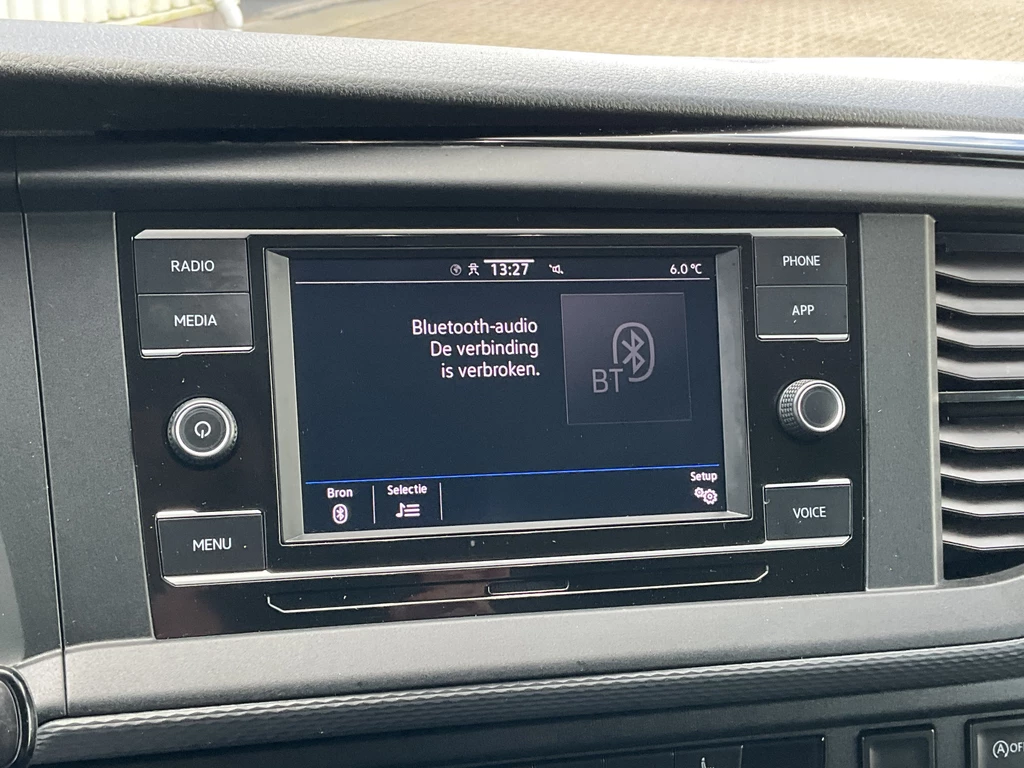 RADIO
MEDIA
MENU
13:27
6.0 °C
Bluetooth-audio
De verbinding
is verbroken.
BT
Bron
Selectie
Setup
PHONE
APP
VOICE